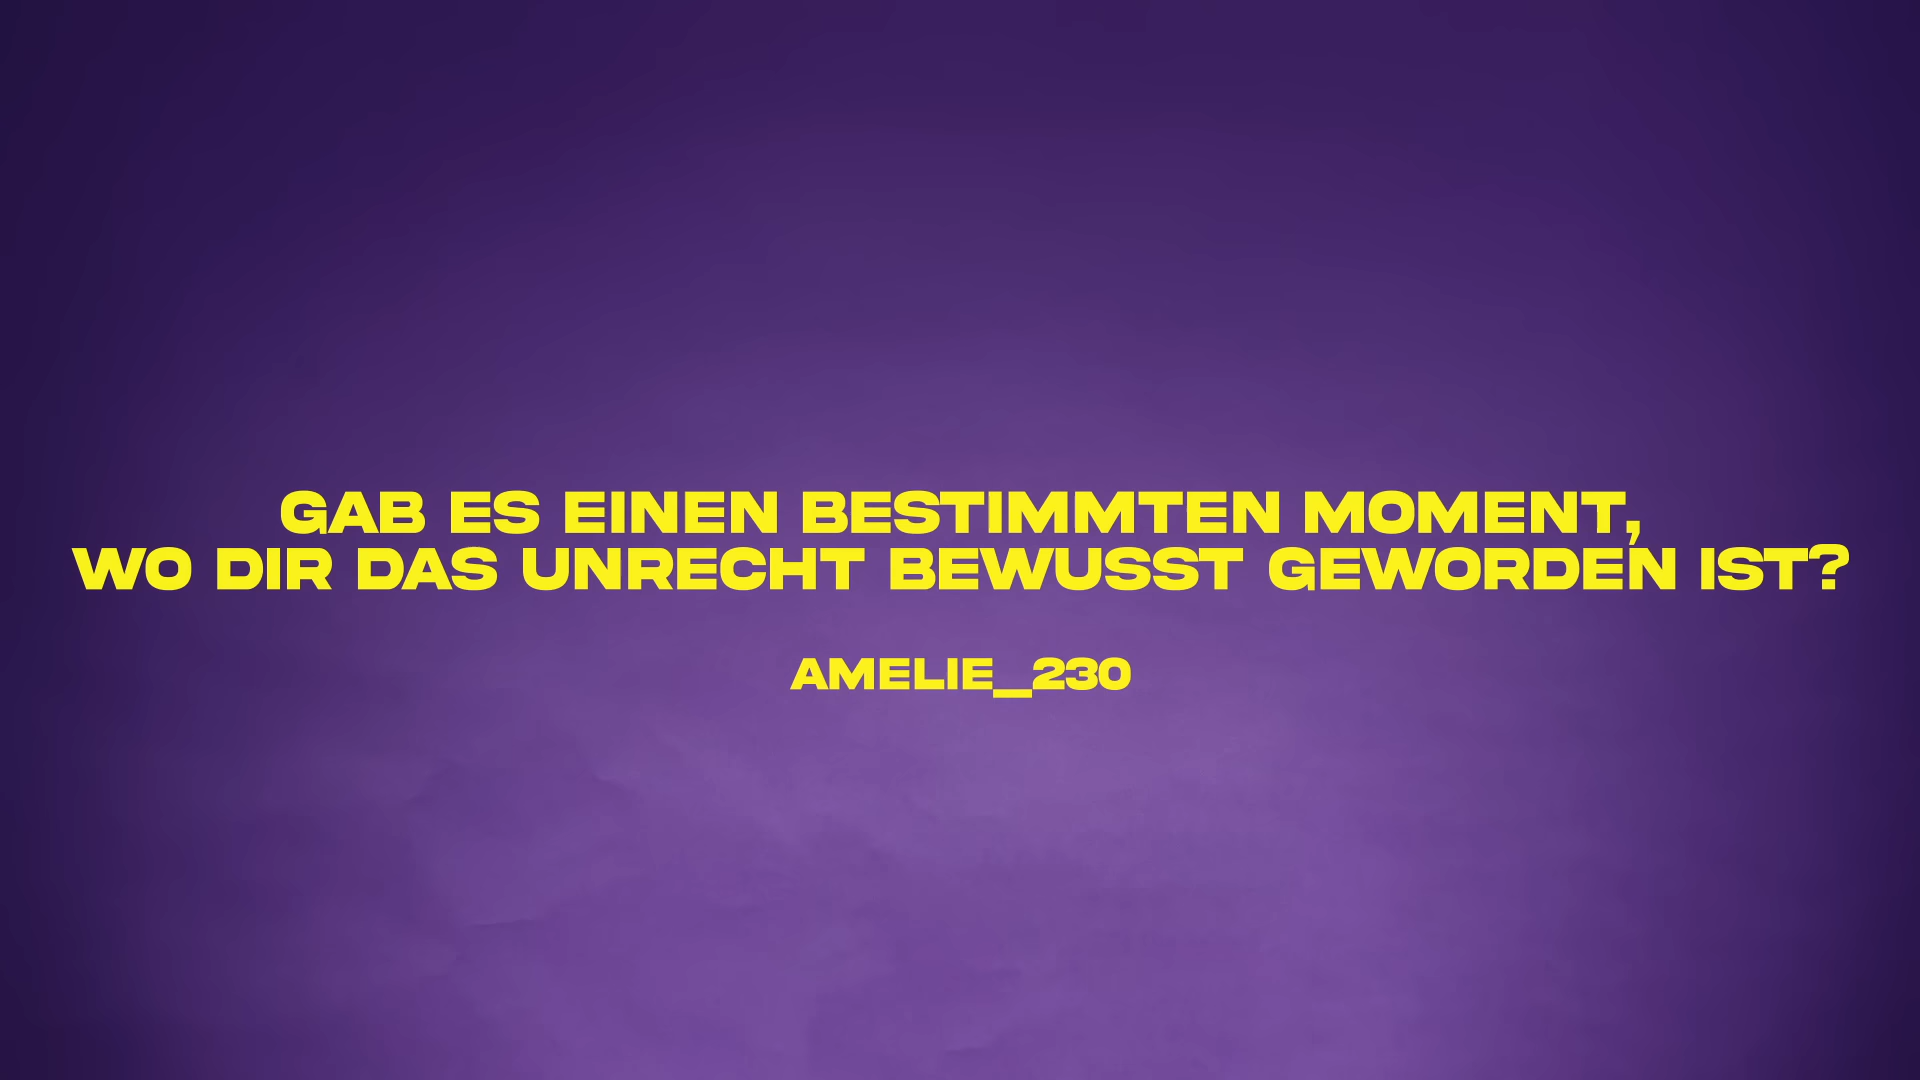 GAB ES EINEN BESTIMMTEN MOMENT,
WO DIR DAS UNRECHT BEWUSST GEWORDEN IST?
AMELIE_230